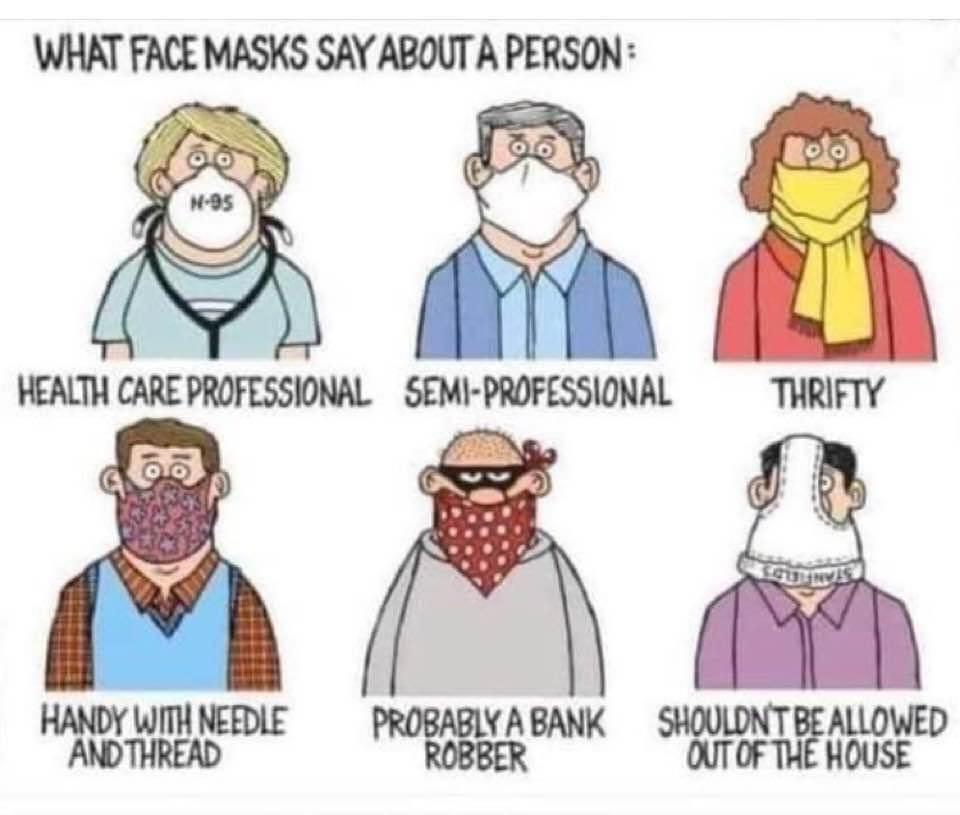 WHAT FACE MASKS SAY ABOUT A PERSON:
N-95
HEALTH CARE PROFESSIONAL
SEMI-PROFESSIONAL
THRIFTY
STANFIELD'S
HANDY WITH NEEDLE
AND THREAD
PROBABLY A BANK
ROBBER
SHOULDN'T BE ALLOWED
OUT OF THE HOUSE